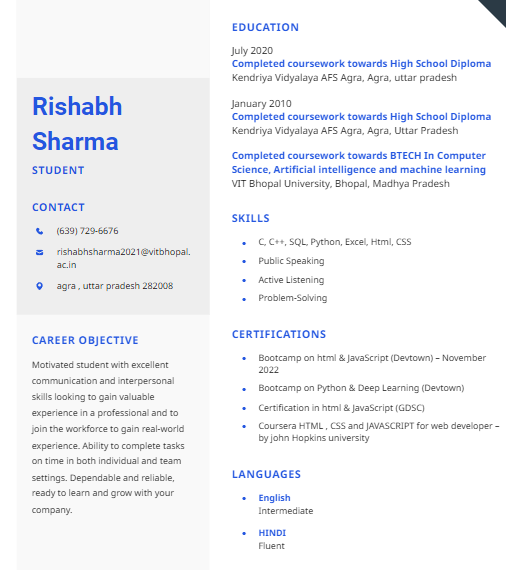 Rishabh
Sharma
STUDENT
CONTACT
(639) 729-6676
rishabhsharma2021@vitbhopal.
ac.in
agra , uttar pradesh 282008
CAREER OBJECTIVE
Motivated student with excellent
communication and interpersonal
skills looking to gain valuable
experience in a professional and to
join the workforce to gain real-world
experience. Ability to complete tasks
on time in both individual and team
settings. Dependable and reliable,
ready to learn and grow with your
company.
EDUCATION
July 2020
Completed coursework towards High School Diploma
Kendriya Vidyalaya AFS Agra, Agra, uttar pradesh
January 2010
Completed coursework towards High School Diploma
Kendriya Vidyalaya AFS Agra, Agra, Uttar Pradesh
Completed coursework towards BTECH In Computer
Science, Artificial intelligence and machine learning
VIT Bhopal University, Bhopal, Madhya Pradesh
SKILLS
• C, C++, SQL, Python, Excel, Html, CSS
• Public Speaking
• Active Listening
• Problem-Solving
CERTIFICATIONS
• Bootcamp on html & JavaScript (Devtown) – November
2022
• Bootcamp on Python & Deep Learning (Devtown)
• Certification in html & JavaScript (GDSC)
• Coursera HTML , CSS and JAVASCRIPT for web developer –
by john Hopkins university
LANGUAGES
• English
Intermediate
• HINDI
Fluent